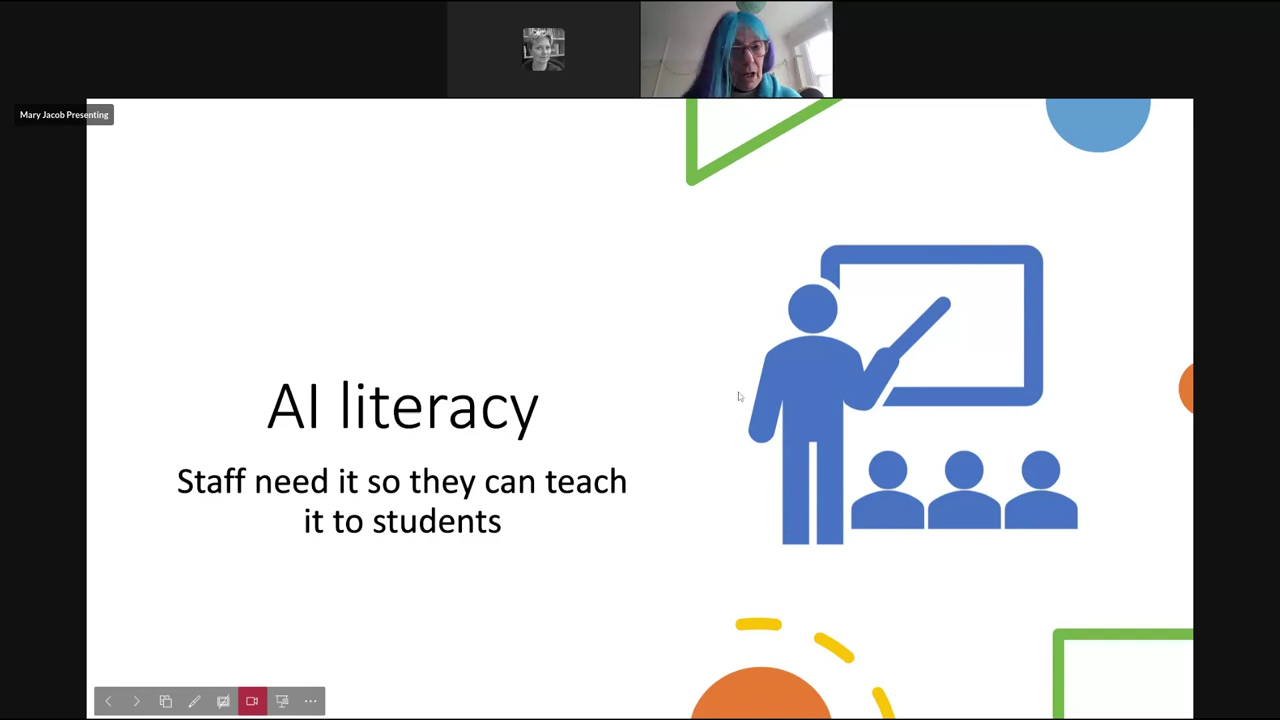 Mary Jacob Presenting
AI literacy
Staff need it so they can teach
it to students